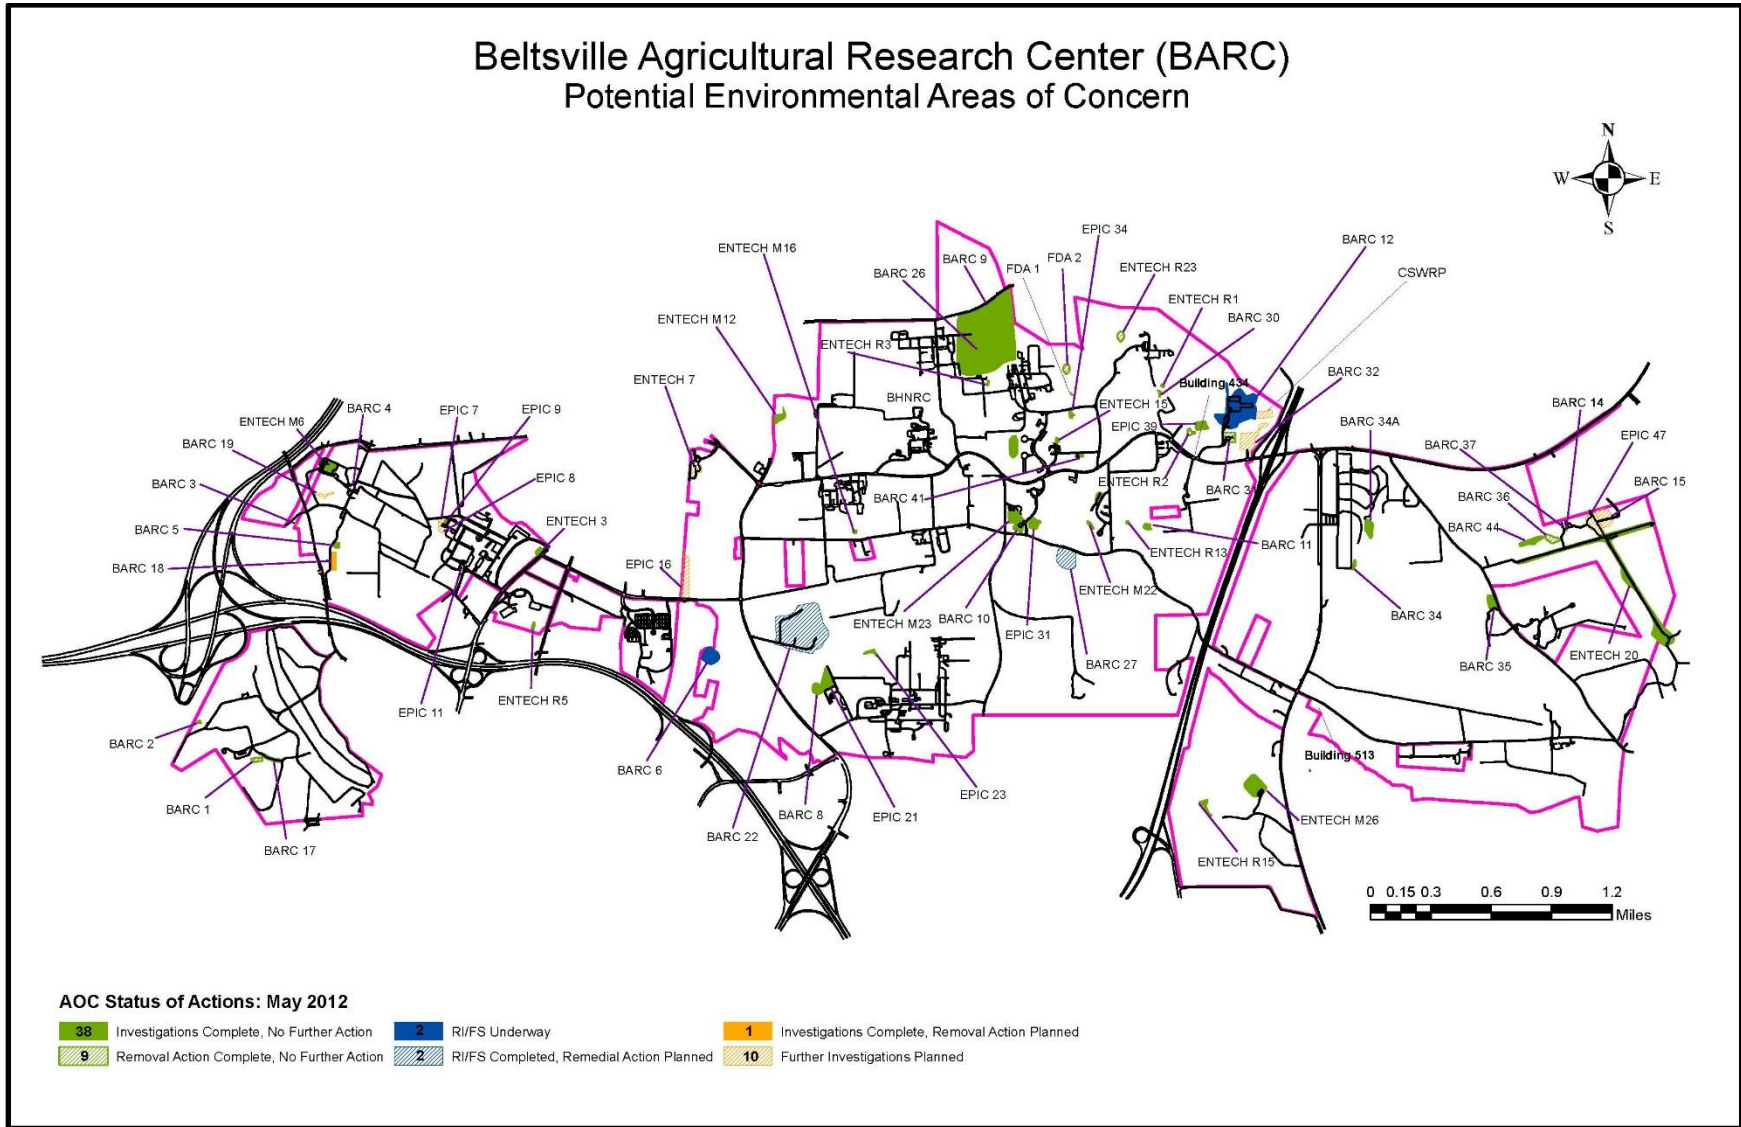 Beltsville Agricultural Research Center (BARC)
Potential Environmental Areas of Concern
N
W E
S
EPIC 34
BARC 12
ENTECH M16
BARC 9
FDA 1
FDA 2
ENTECH R23
CSWRP
BARC 26
ENTECH R1
BARC 30
ENTECH M12
ENTECH R3
BARC 32
ENTECH 7
Building 434
BHNRC
ENTECH 15
BARC 14
BARC 4
EPIC 7
EPIC 9
ENTECH M6
EPIC 39
BARC 34A
EPIC 47
BARC 19
BARC 37
EPIC 8
ENTECH R2
BARC 31
BARC 15
BARC 3
BARC 41
BARC 36
BARC 5
ENTECH 3
BARC 44
BARC 18
EPIC 16
ENTECH R13
BARC 11
ENTECH M22
ENTECH M23
BARC 10
EPIC 31
BARC 34
BARC 27
BARC 35
ENTECH 20
ENTECH R5
EPIC 11
BARC 2
BARC 6
Building 513
BARC 1
BARC 8
EPIC 21
EPIC 23
BARC 22
ENTECH M26
BARC 17
ENTECH R15
0 0.15 0.3 0.6 0.9 1.2
Miles
AOC Status of Actions: May 2012
38 Investigations Complete, No Further Action
2 RI/FS Underway
1 Investigations Complete, Removal Action Planned
9 Removal Action Complete, No Further Action
2 RI/FS Completed, Remedial Action Planned
10 Further Investigations Planned